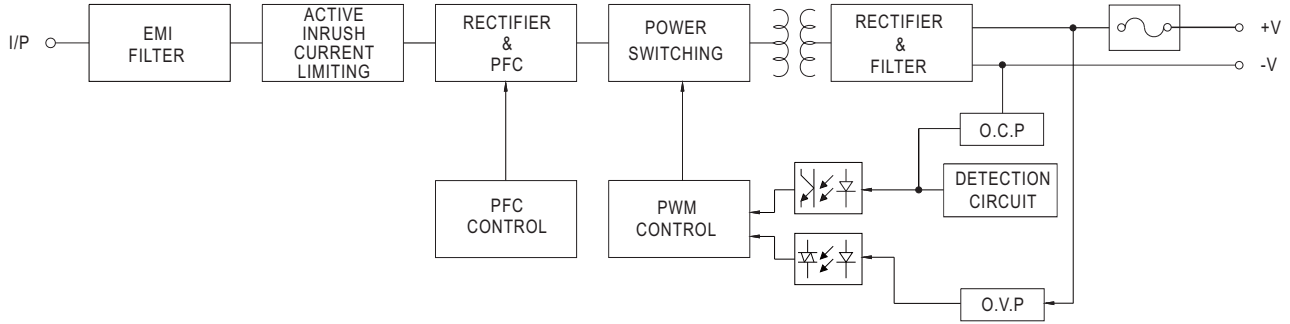 I/P
EMI
FILTER
ACTIVE
INRUSH
CURRENT
LIMITING
RECTIFIER
&
PFC
POWER
SWITCHING
RECTIFIER
&
FILTER
+V
-V
O.C.P
DETECTION
CIRCUIT
PFC
CONTROL
PWM
CONTROL
O.V.P